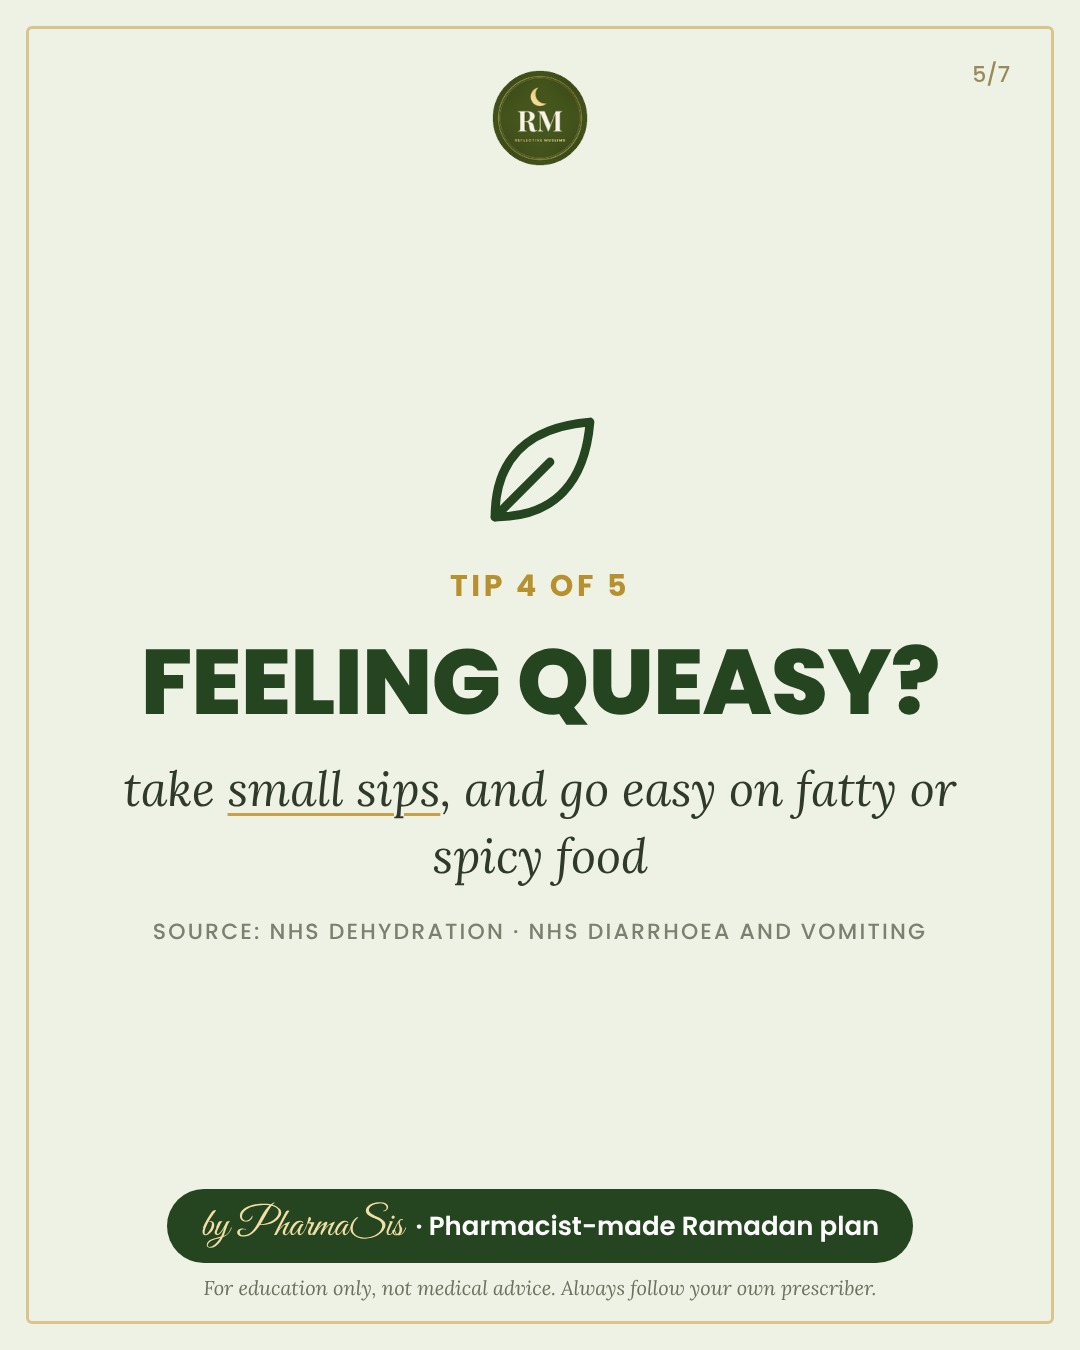 5/7
RM
REFLECTIVE MUSLIMS
TIP 4 OF 5
FEELING QUEASY?
take small sips, and go easy on fatty or
spicy food
SOURCE: NHS DEHYDRATION · NHS DIARRHOEA AND VOMITING
by PharmaSis · Pharmacist-made Ramadan plan
For education only, not medical advice. Always follow your own prescriber.